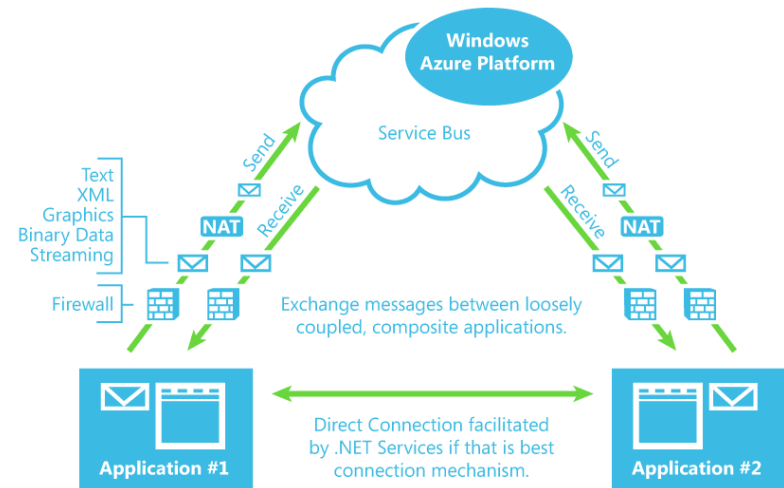 Windows
Azure Platform
Service Bus
Send
Receive
Send
Receive
NAT
NAT
Text
XML
Graphics
Binary Data
Streaming
Firewall
Exchange messages between loosely
coupled, composite applications.
Direct Connection facilitated
by .NET Services if that is best
connection mechanism.
Application #1
Application #2